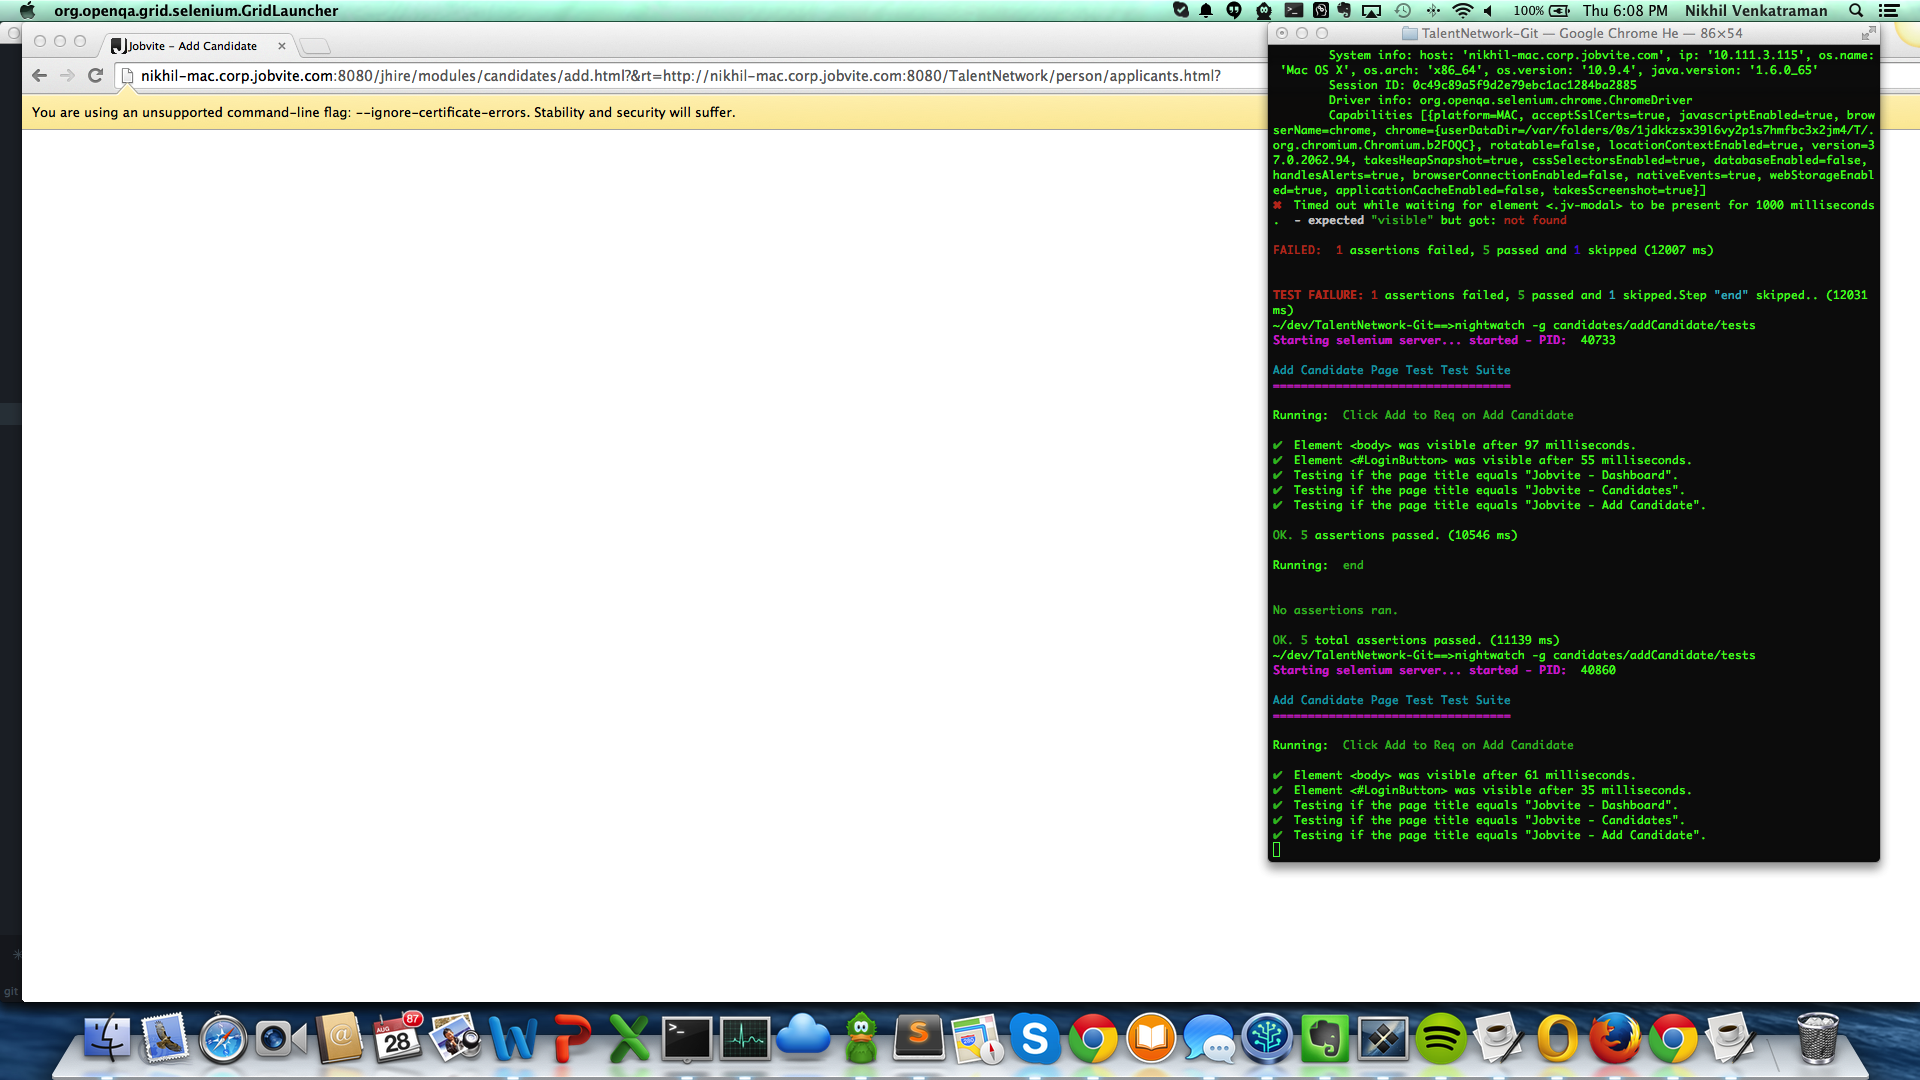 org.openqa.grid.selenium.GridLauncher
100%
Thu 6:08 PM
Nikhil Venkatraman
Jobvite - Add Candidate
nikhil-mac.corp.jobvite.com:8080/jhire/modules/candidates/add.html?&rt=http://nikhil-mac.corp.jobvite.com:8080/TalentNetwork/person/applicants.html?
You are using an unsupported command-line flag: --ignore-certificate-errors. Stability and security will suffer.
TalentNetwork-Git — Google Chrome He — 86×54
System info: host: 'nikhil-mac.corp.jobvite.com', ip: '10.111.3.115', os.name:
'Mac OS X', os.arch: 'x86_64', os.version: '10.9.4', java.version: '1.6.0_65'
Session ID: 0c49c89a5f9d2e79ebc1ac1284ba2885
Driver info: org.openqa.selenium.chrome.ChromeDriver
Capabilities [{platform=MAC, acceptSslCerts=true, javascriptEnabled=true, brow
serName=chrome, chrome={userDataDir=/var/folders/0s/1jdkkzsx39l6vy2p1s7hmfbc3x2jm4/T/.
org.chromium.Chromium.b2FOQC}, rotatable=false, locationContextEnabled=true, version=3
7.0.2062.94, takesHeapSnapshot=true, cssSelectorsEnabled=true, databaseEnabled=false,
handlesAlerts=true, browserConnectionEnabled=false, nativeEvents=true, webStorageEnabl
ed=true, applicationCacheEnabled=false, takesScreenshot=true}]
✖ Timed out while waiting for element <.jv-modal> to be present for 1000 milliseconds
. - expected "visible" but got: not found
FAILED: 1 assertions failed, 5 passed and 1 skipped (12007 ms)
TEST FAILURE: 1 assertions failed, 5 passed and 1 skipped.Step "end" skipped.. (12031
ms)
~/dev/TalentNetwork-Git==>nightwatch -g candidates/addCandidate/tests
Starting selenium server... started - PID: 40733
Add Candidate Page Test Test Suite
==================================
Running: Click Add to Req on Add Candidate
✔ Element <body> was visible after 97 milliseconds.
✔ Element <#LoginButton> was visible after 55 milliseconds.
✔ Testing if the page title equals "Jobvite - Dashboard".
✔ Testing if the page title equals "Jobvite - Candidates".
✔ Testing if the page title equals "Jobvite - Add Candidate".
OK. 5 assertions passed. (10546 ms)
Running: end
No assertions ran.
OK. 5 total assertions passed. (11139 ms)
~/dev/TalentNetwork-Git==>nightwatch -g candidates/addCandidate/tests
Starting selenium server... started - PID: 40860
Add Candidate Page Test Test Suite
==================================
Running: Click Add to Req on Add Candidate
✔ Element <body> was visible after 61 milliseconds.
✔ Element <#LoginButton> was visible after 35 milliseconds.
✔ Testing if the page title equals "Jobvite - Dashboard".
✔ Testing if the page title equals "Jobvite - Candidates".
✔ Testing if the page title equals "Jobvite - Add Candidate".
git
AUG
28
87
280